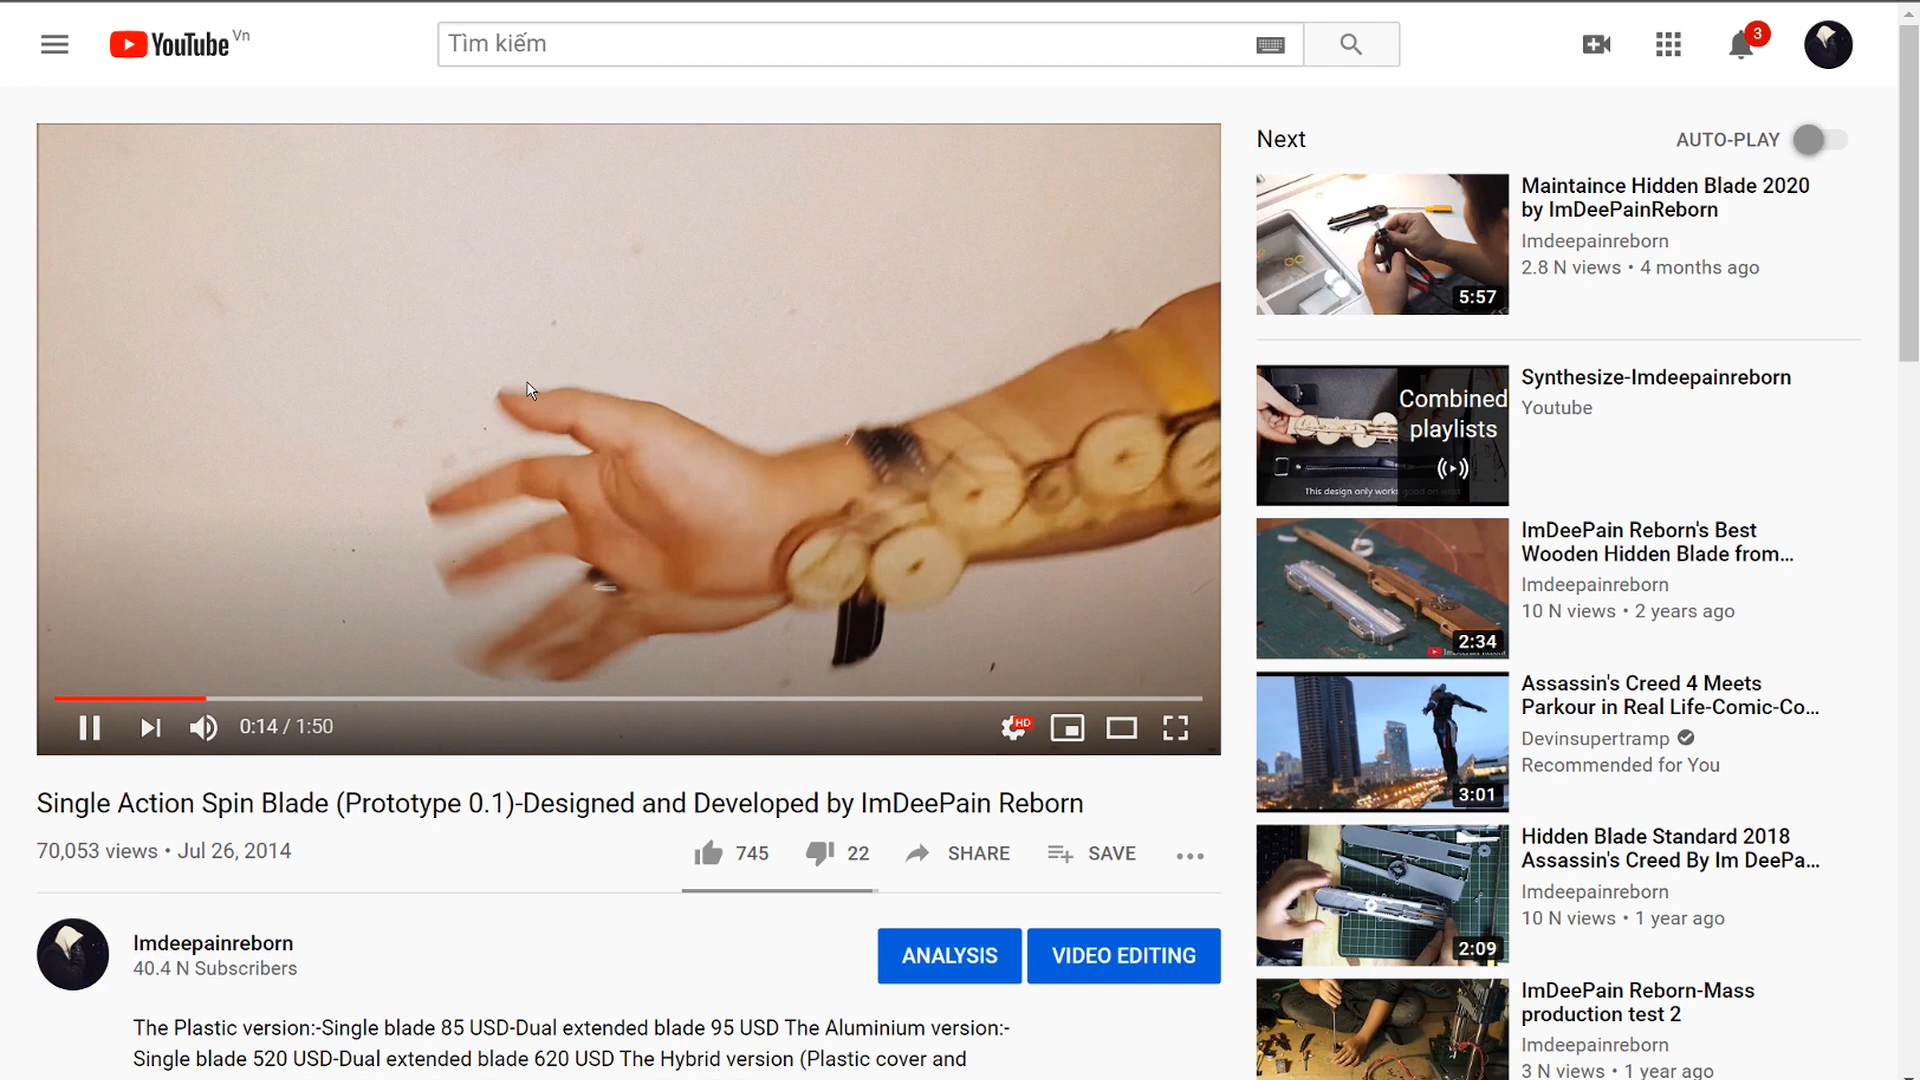 YouTube Vn
Tìm kiếm
3
0:14 / 1:50
HD
Single Action Spin Blade (Prototype 0.1)-Designed and Developed by ImDeePain Reborn
70,053 views • Jul 26, 2014
745
22
SHARE
SAVE
Imdeepainreborn
40.4 N Subscribers
ANALYSIS
VIDEO EDITING
The Plastic version:-Single blade 85 USD-Dual extended blade 95 USD The Aluminium version:-
Single blade 520 USD-Dual extended blade 620 USD The Hybrid version (Plastic cover and
Next
AUTO-PLAY
5:57
Maintaince Hidden Blade 2020
by ImDeePainReborn
Imdeepainreborn
2.8 N views • 4 months ago
Combined
playlists
This design only works good on
Synthesize-Imdeepainreborn
Youtube
2:34
ImDeePain Reborn's Best
Wooden Hidden Blade from...
Imdeepainreborn
10 N views • 2 years ago
3:01
Assassin's Creed 4 Meets
Parkour in Real Life-Comic-Co...
Devinsupertramp
Recommended for You
2:09
Hidden Blade Standard 2018
Assassin's Creed By Im DeePa...
Imdeepainreborn
10 N views • 1 year ago
ImDeePain Reborn-Mass
production test 2
Imdeepainreborn
3 N views • 1 year ago